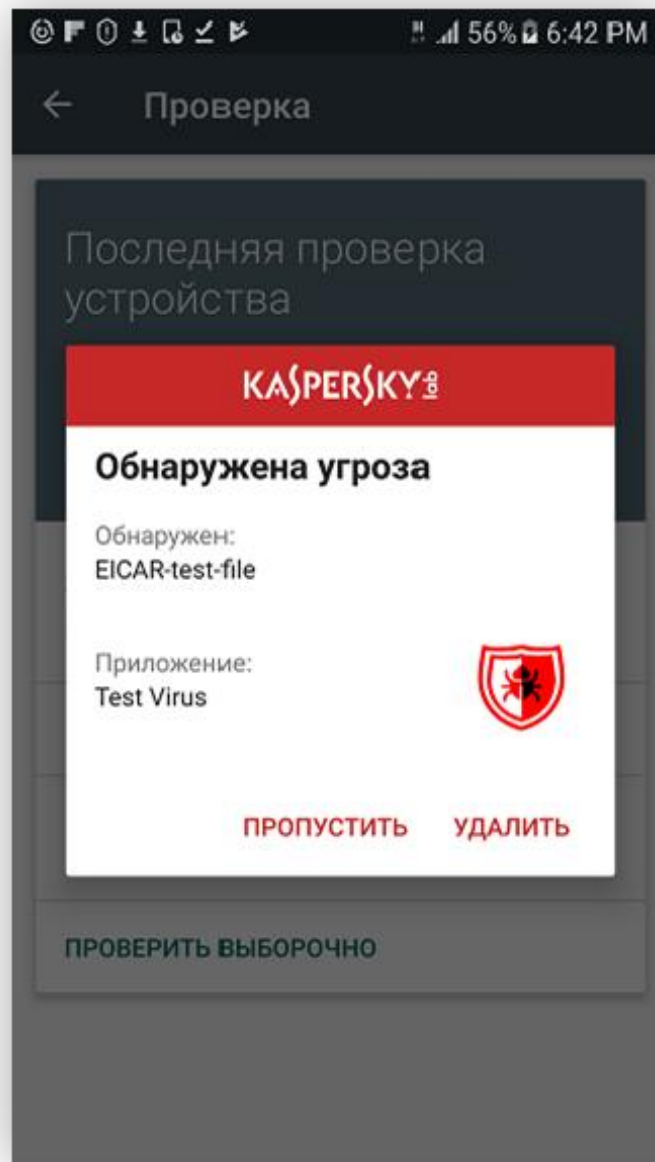 56% 6:42 PM
Проверка
Последняя проверка
устройства
KASPERSKY lab
Обнаружена угроза
Обнаружен:
EICAR-test-file
Приложение:
Test Virus
ПРОПУСТИТЬ УДАЛИТЬ
ПРОВЕРИТЬ ВЫБОРОЧНО